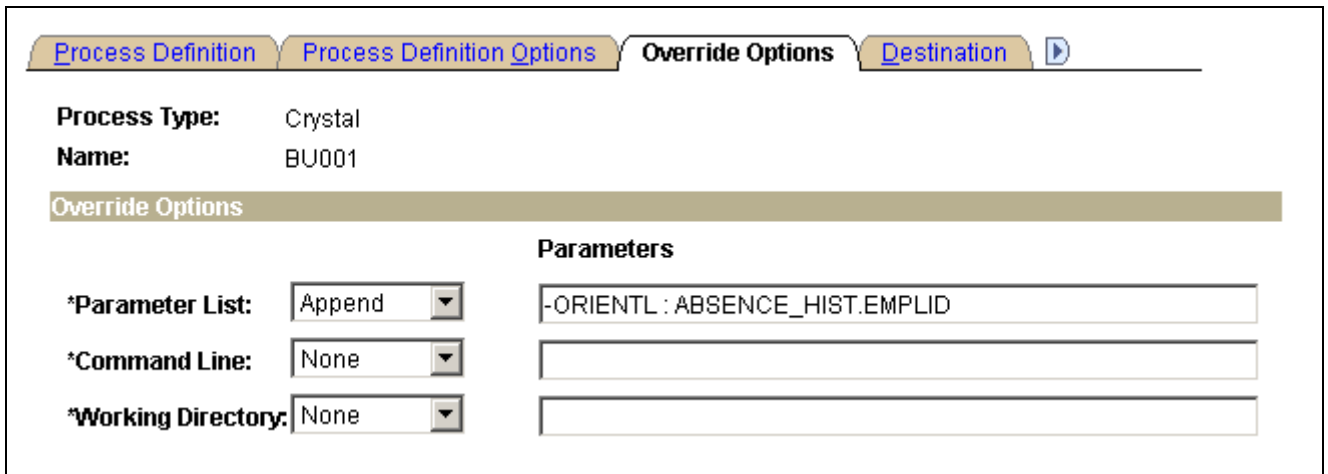 Process Definition Process Definition Options Override Options Destination
Process Type: Crystal
Name: BU001
Override Options
Parameters
*Parameter List: Append -ORIENTL : ABSENCE_HIST.EMPLID
*Command Line: None
*Working Directory: None